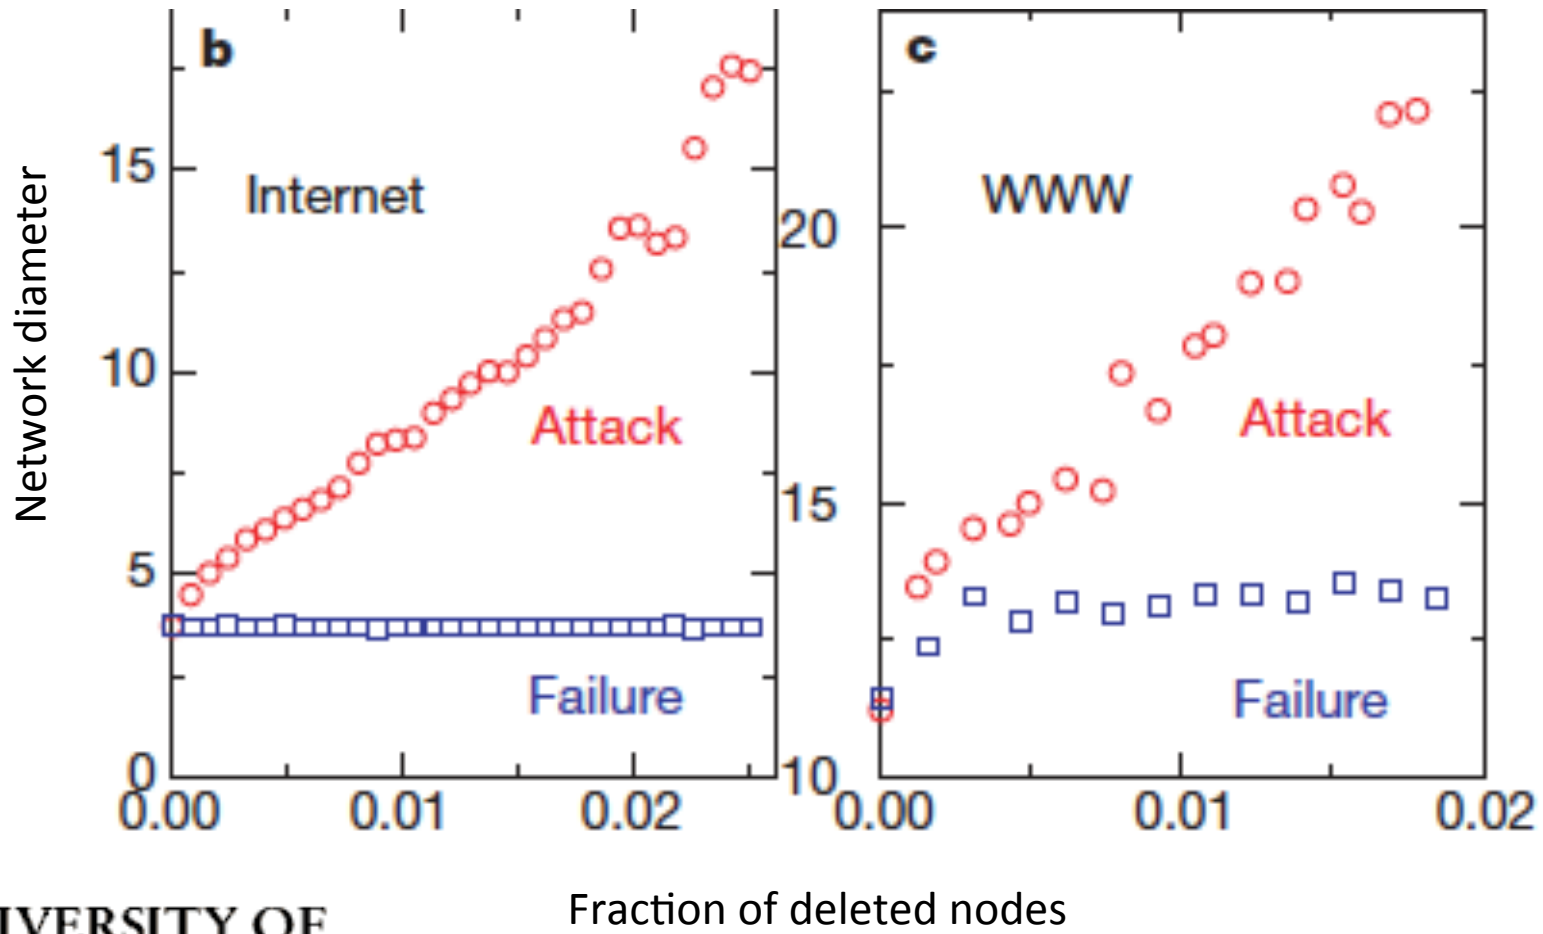 b
Internet
Attack
Failure
Network diameter
15
10
5
0
0.00
0.01
0.02
c
WWW
Attack
Failure
20
15
10
0.00
0.01
0.02
Fraction of deleted nodes
OF